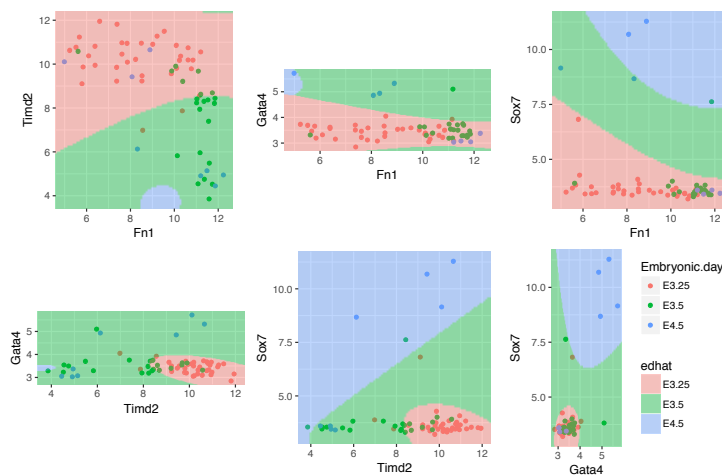 12
10
8
6
4
Timd2
6 8 10 12
Fn1
5
4
3
Gata4
6 8 10 12
Fn1
10.0
7.5
5.0
Sox7
6 8 10 12
Fn1
5
4
3
Gata4
4 6 8 10 12
Timd2
10.0
7.5
5.0
Sox7
4 6 8 10 12
Timd2
10.0
7.5
5.0
Sox7
3 4 5
Gata4
Embryonic.day
E3.25
E3.5
E4.5
edhat
E3.25
E3.5
E4.5